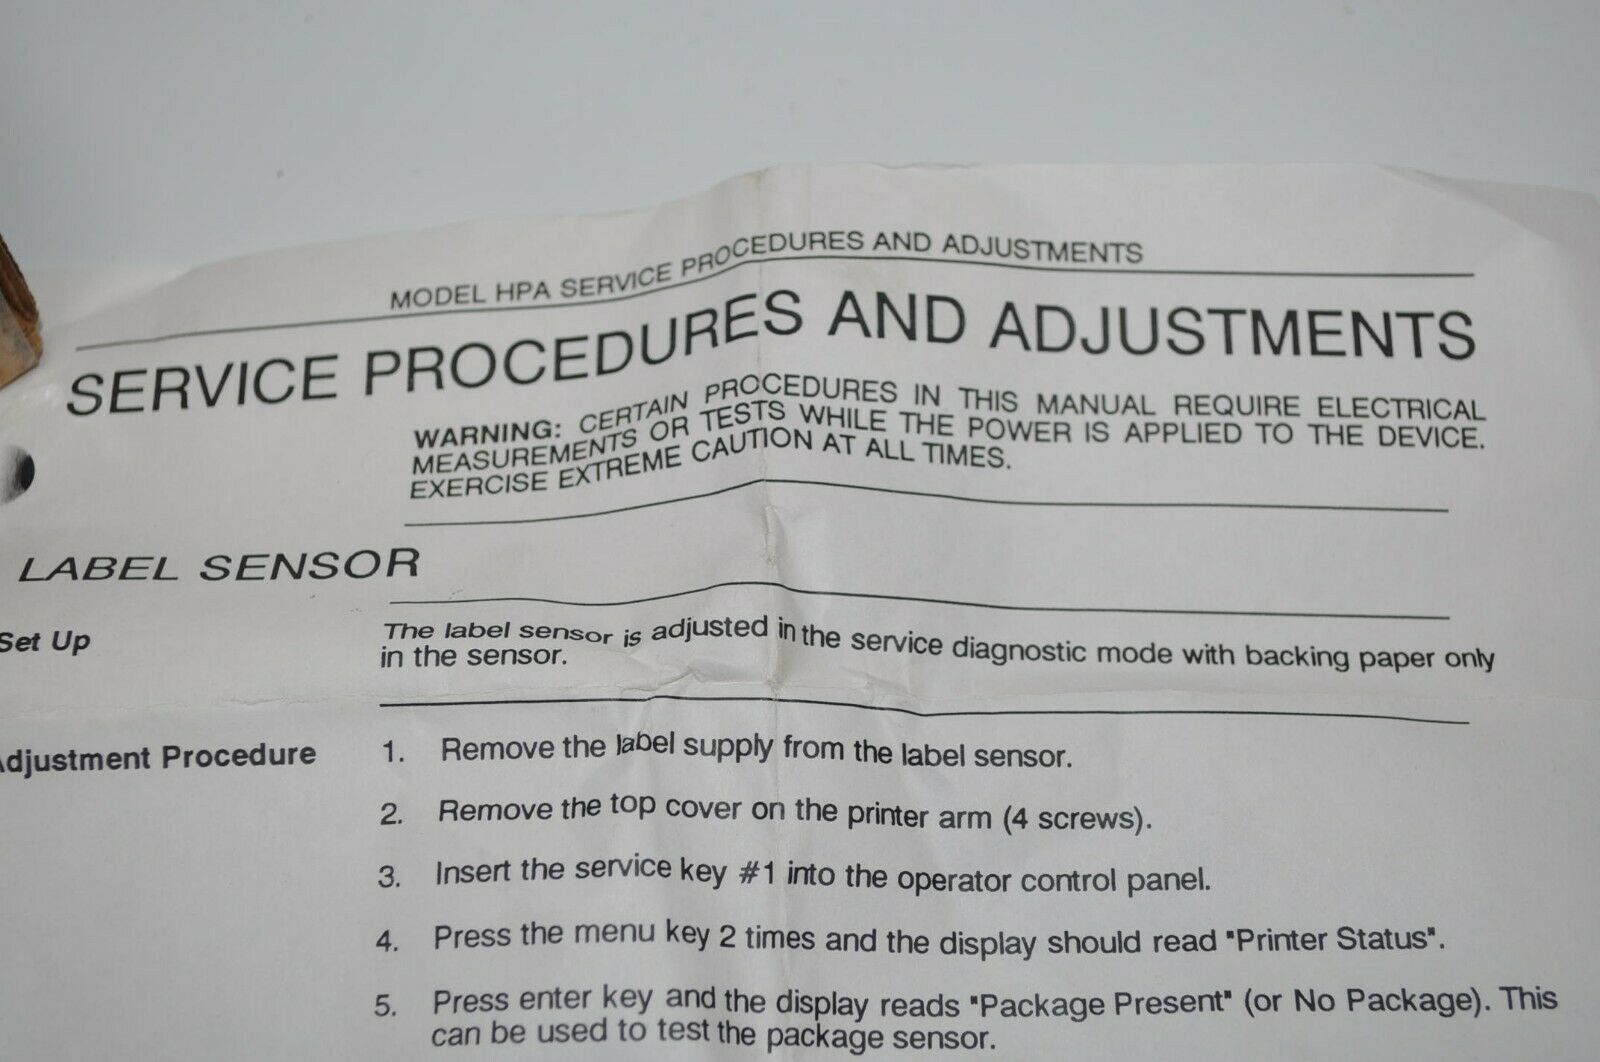 MODEL HPA SERVICE PROCEDURES AND ADJUSTMENTS
SERVICE PROCEDURES AND ADJUSTMENTS
WARNING: CERTAIN PROCEDURES IN THIS MANUAL REQUIRE ELECTRICAL
MEASUREMENTS OR TESTS WHILE THE POWER IS APPLIED TO THE DEVICE.
EXERCISE EXTREME CAUTION AT ALL TIMES.
LABEL SENSOR
Set Up
The label sensor is adjusted in the service diagnostic mode with backing paper only
in the sensor.
Adjustment Procedure
1. Remove the label supply from the label sensor.
2. Remove the top cover on the printer arm (4 screws).
3. Insert the service key #1 into the operator control panel.
4. Press the menu key 2 times and the display should read "Printer Status".
5. Press enter key and the display reads "Package Present" (or No Package). This
can be used to test the package sensor.